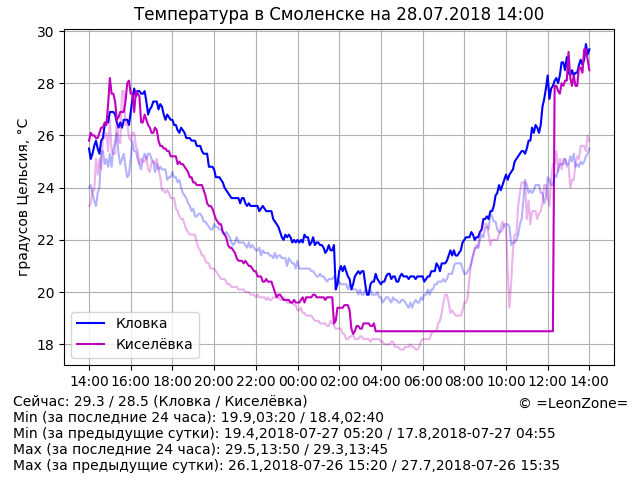 Температура в Смоленске на 28.07.2018 14:00
градусов Цельсия, °C
30
28
26
24
22
20
18
Кловка
Киселёвка
14:00 16:00 18:00 20:00 22:00 00:00 02:00 04:00 06:00 08:00 10:00 12:00 14:00
Сейчас: 29.3 / 28.5 (Кловка / Киселёвка)
© =LeonZone=
Min (за последние 24 часа): 19.9,03:20 / 18.4,02:40
Min (за предыдущие сутки): 19.4,2018-07-27 05:20 / 17.8,2018-07-27 04:55
Max (за последние 24 часа): 29.5,13:50 / 29.3,13:45
Max (за предыдущие сутки): 26.1,2018-07-26 15:20 / 27.7,2018-07-26 15:35